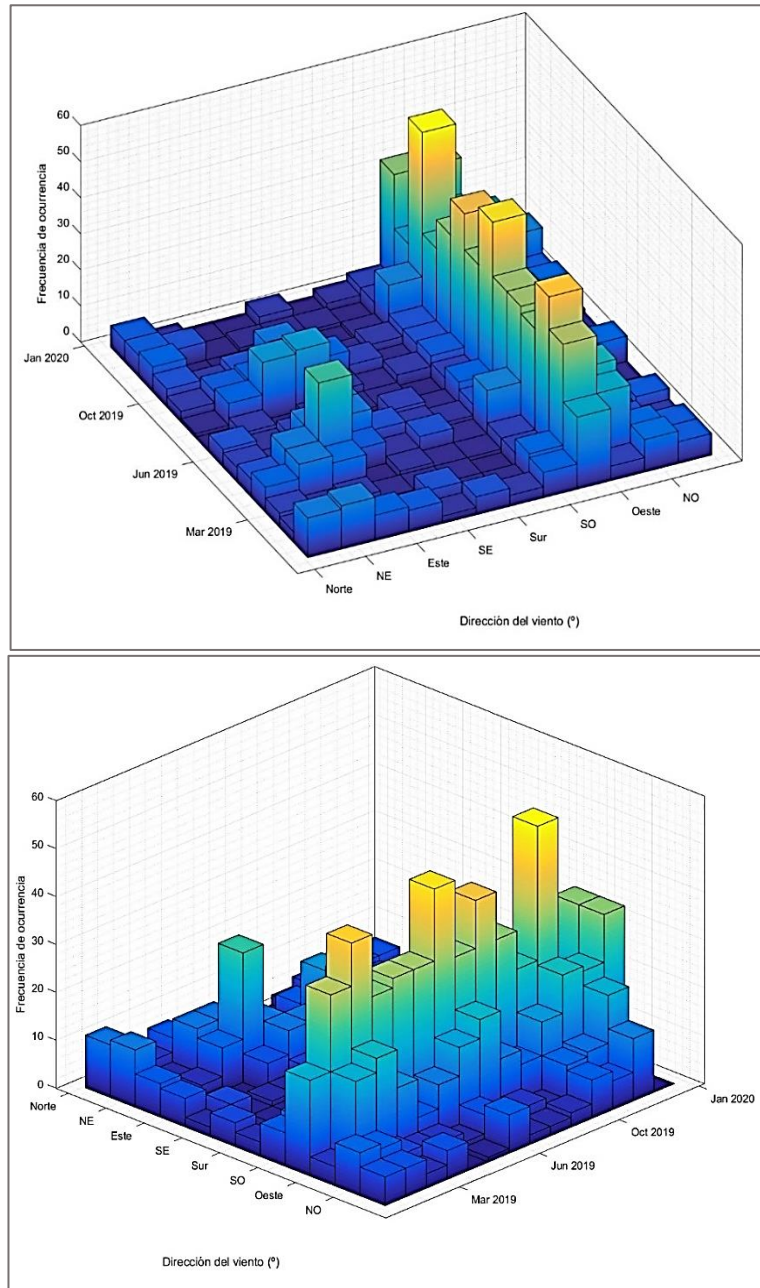 60
50
40
30
20
10
0
Frecuencia de ocurrencia
Jan 2020
Oct 2019
Jun 2019
Mar 2019
Norte
NE
Este
SE
Sur
SO
Oeste
NO
Dirección del viento (º)
60
50
40
30
20
10
0
Frecuencia de ocurrencia
Norte
NE
Este
SE
Sur
SO
Oeste
NO
Mar 2019
Jun 2019
Oct 2019
Jan 2020
Dirección del viento (º)